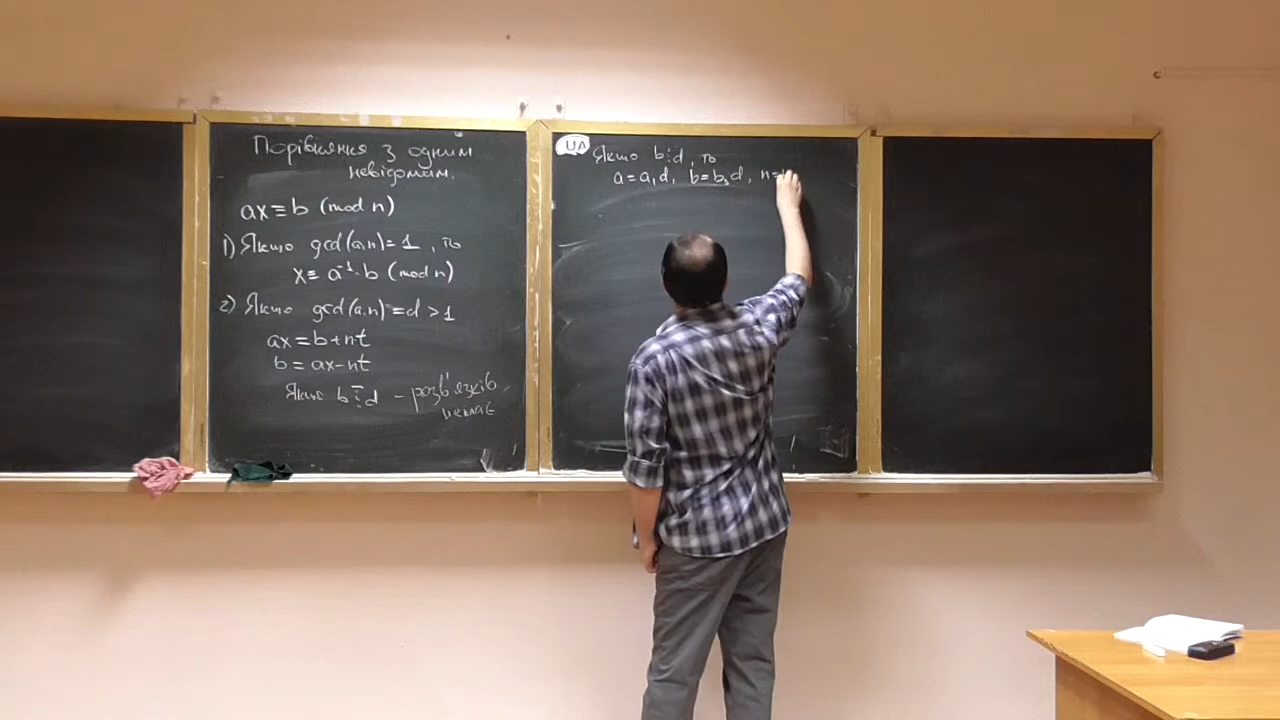 Порівняння з одним
невідомим.
ax ≡ b (mod n)
1) Якщо gcd(a,n)=1, то
x ≡ a⁻¹·b (mod n)
2) Якщо gcd(a,n)=d>1
ax = b+nt
b = ax-nt
Якщо b ⋮̅ d - розв'язків
немає
UA
Якщо b⋮d, то
a=a₁d, b=b₁d, n=